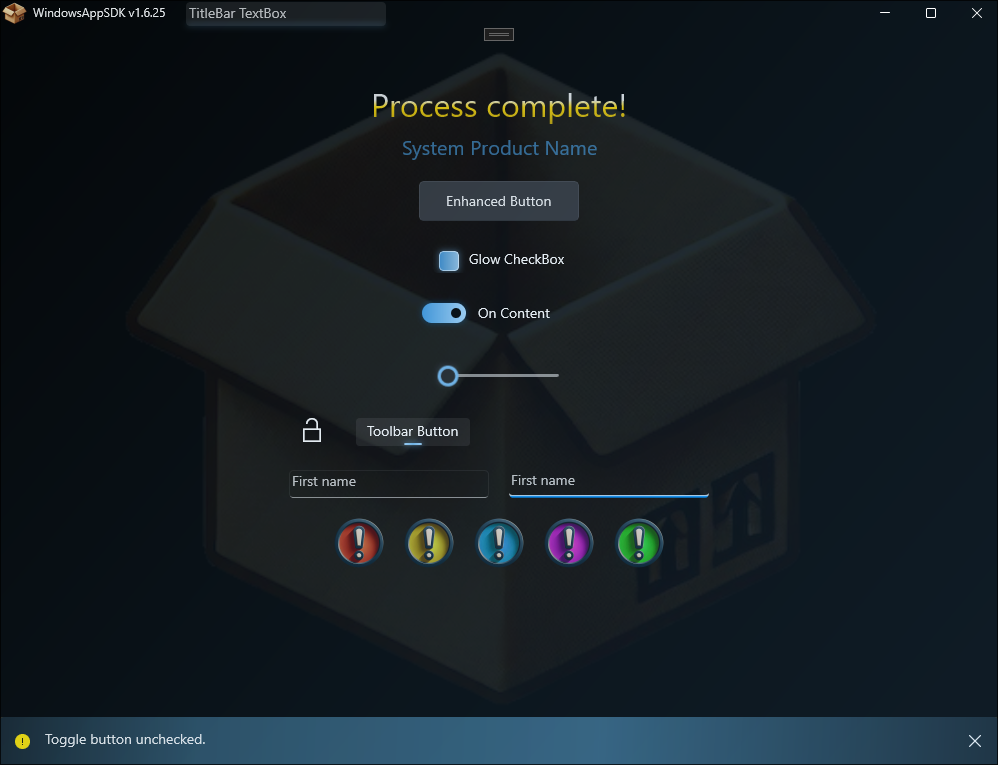 WindowsAppSDK v1.6.25
TitleBar TextBox
Process complete!
System Product Name
Enhanced Button
Glow CheckBox
On Content
Toolbar Button
First name
First name
Toggle button unchecked.